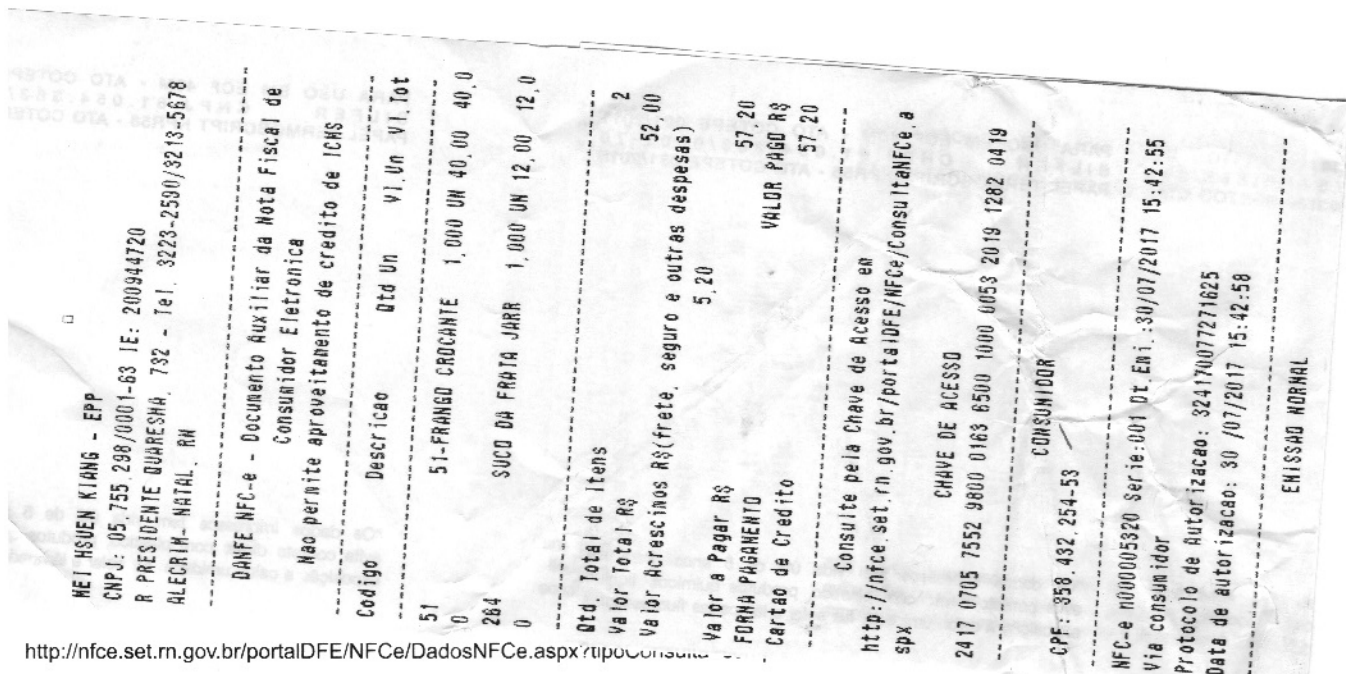 MEI HSUEN KIANG - EPP
CNPJ: 05.755.298/0001-63 IE: 200944720
R PRESIDENTE QUARESMA, 732 - Tel. 3223-2590/3213-5678
ALECRIM- NATAL, RN
DANFE NFC-e - Documento Auxiliar da Nota Fiscal de
Consumidor Eletronica
Nao permite aproveitamento de credito de ICMS
Codigo Descricao Qtd Un Vl.Un Vl Tot
51 51-FRANGO CROCANTE 1,000 UN 40,00 40,0
0
264 SUCO DA FRATA JARR 1,000 UN 12,00 12,0
0
Qtd. Total de Itens 2
Valor Total R$ 52,00
Valor Acrescimos R$(frete, seguro e outras despesas)
5,20
Valor a Pagar R$ 57,20
FORMA PAGAMENTO VALOR PAGO R$
Cartao de Credito 57,20
Consulte pela Chave de Acesso em
http://nfce.set.rn.gov.br/portalDFE/NFCe/ConsultaNFce.a
spx
CHAVE DE ACESSO
2417 0705 7552 9800 0163 6500 1000 0053 2019 1282 0419
CONSUMIDOR
CPF: 358.432.254-53
NFC-e n000005320 Serie:001 Dt.Emi.:30/07/2017 15:42:55
Via consumidor
Protocolo de Autorizacao: 324170077271625
Data de autorizacao: 30 /07/2017 15:42:58
EMISSAO NORMAL
http://nfce.set.rn.gov.br/portalDFE/NFCe/DadosNFCe.aspx?tipoConsulta